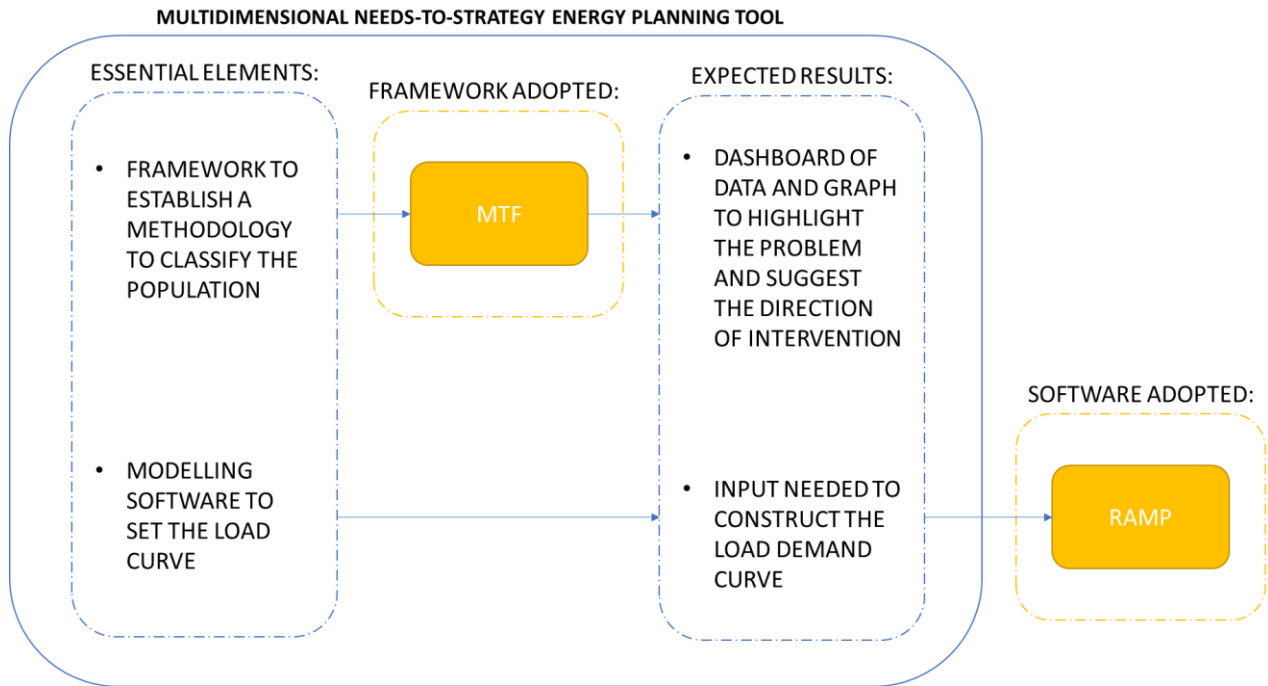 MULTIDIMENSIONAL NEEDS-TO-STRATEGY ENERGY PLANNING TOOL
ESSENTIAL ELEMENTS:
• FRAMEWORK TO
ESTABLISH A
METHODOLOGY
TO CLASSIFY THE
POPULATION
• MODELLING
SOFTWARE TO
SET THE LOAD
CURVE
FRAMEWORK ADOPTED:
MTF
EXPECTED RESULTS:
• DASHBOARD OF
DATA AND GRAPH
TO HIGHLIGHT
THE PROBLEM
AND SUGGEST
THE DIRECTION
OF INTERVENTION
• INPUT NEEDED TO
CONSTRUCT THE
LOAD DEMAND
CURVE
SOFTWARE ADOPTED:
RAMP